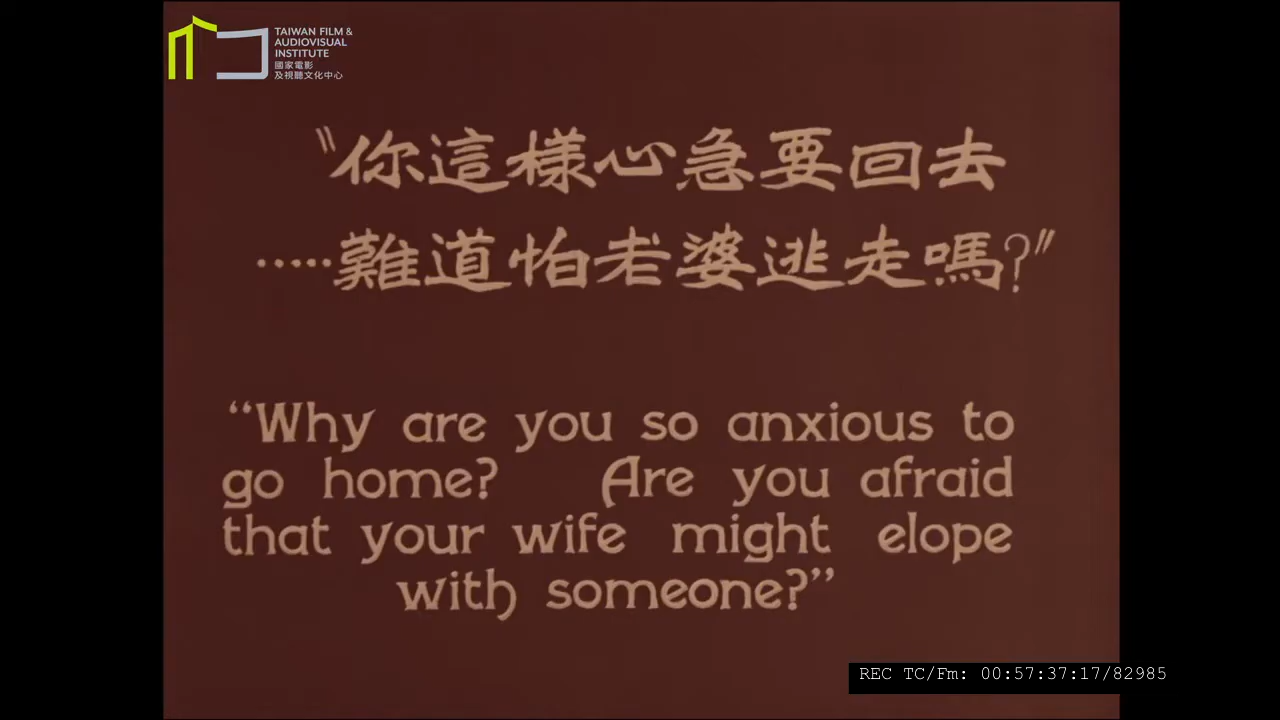 TAIWAN FILM &
AUDIOVISUAL
INSTITUTE
國家電影
及視聽文化中心
"你這樣心急要回去
.....難道怕老婆逃走嗎?"
“Why are you so anxious to
go home? Are you afraid
that your wife might elope
with someone?”
REC TC/Fm: 00:57:37:17/82985